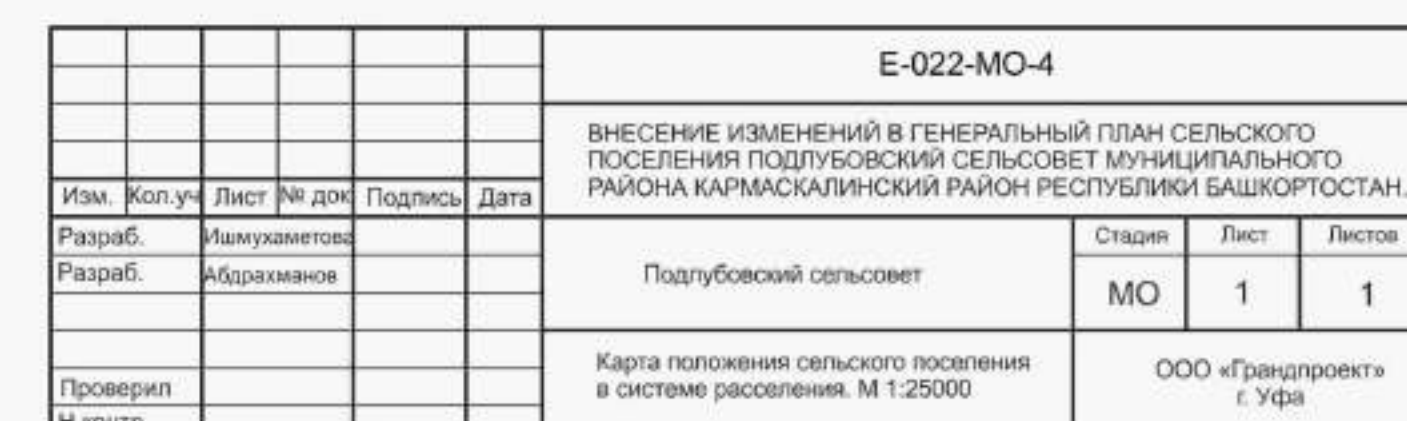 Е-022-МО-4
ВНЕСЕНИЕ ИЗМЕНЕНИЙ В ГЕНЕРАЛЬНЫЙ ПЛАН СЕЛЬСКОГО
ПОСЕЛЕНИЯ ПОДЛУБОВСКИЙ СЕЛЬСОВЕТ МУНИЦИПАЛЬНОГО
РАЙОНА КАРМАСКАЛИНСКИЙ РАЙОН РЕСПУБЛИКИ БАШКОРТОСТАН.
Изм. Кол.уч Лист № док Подпись Дата
Разраб. Ишмухаметова
Разраб. Абдрахманов
Подлубовский сельсовет
Стадия Лист Листов
МО 1 1
Карта положения сельского поселения
в системе расселения. М 1:25000
ООО «Грандпроект»
г. Уфа
Проверил